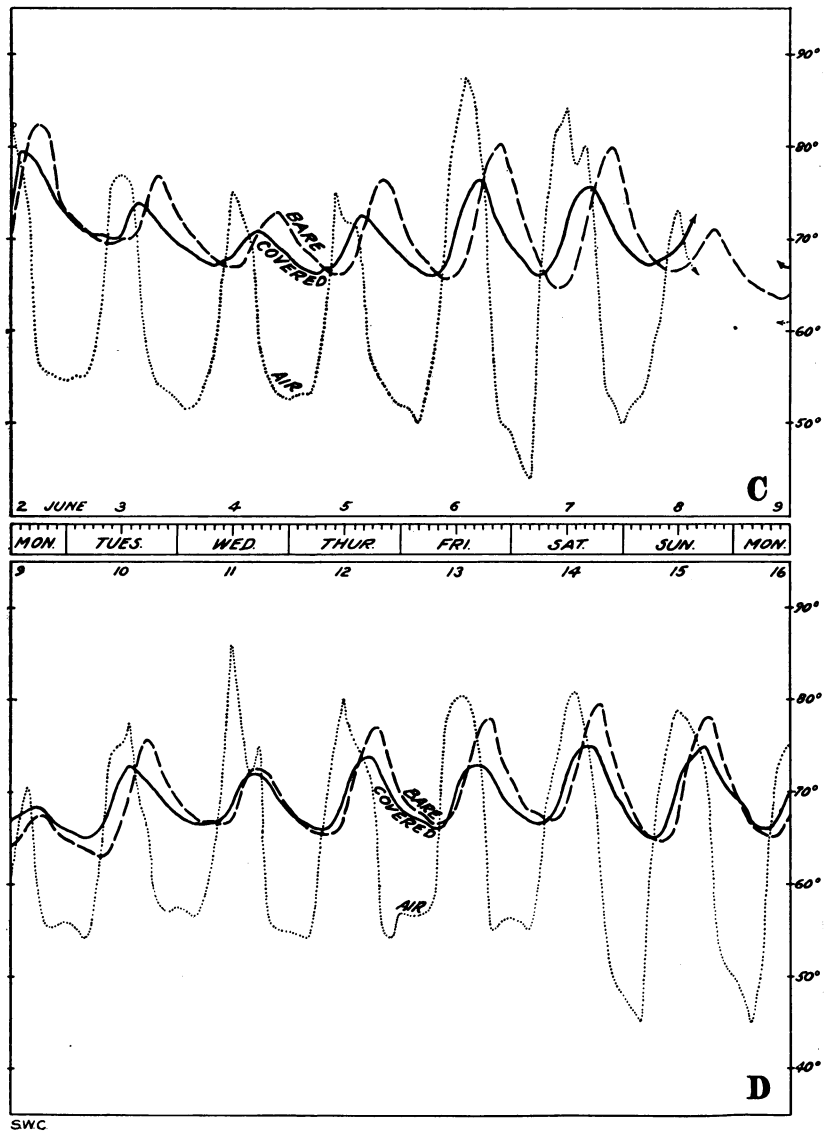 90°
80°
70°
BARE
COVERED
60°
AIR
50°
C
2 JUNE 3 4 5 6 7 8 9
MON. TUES. WED. THUR. FRI. SAT. SUN. MON.
9 10 11 12 13 14 15 16
90°
80°
70°
BARE
COVERED
60°
AIR
50°
40°
D
S.W.C.